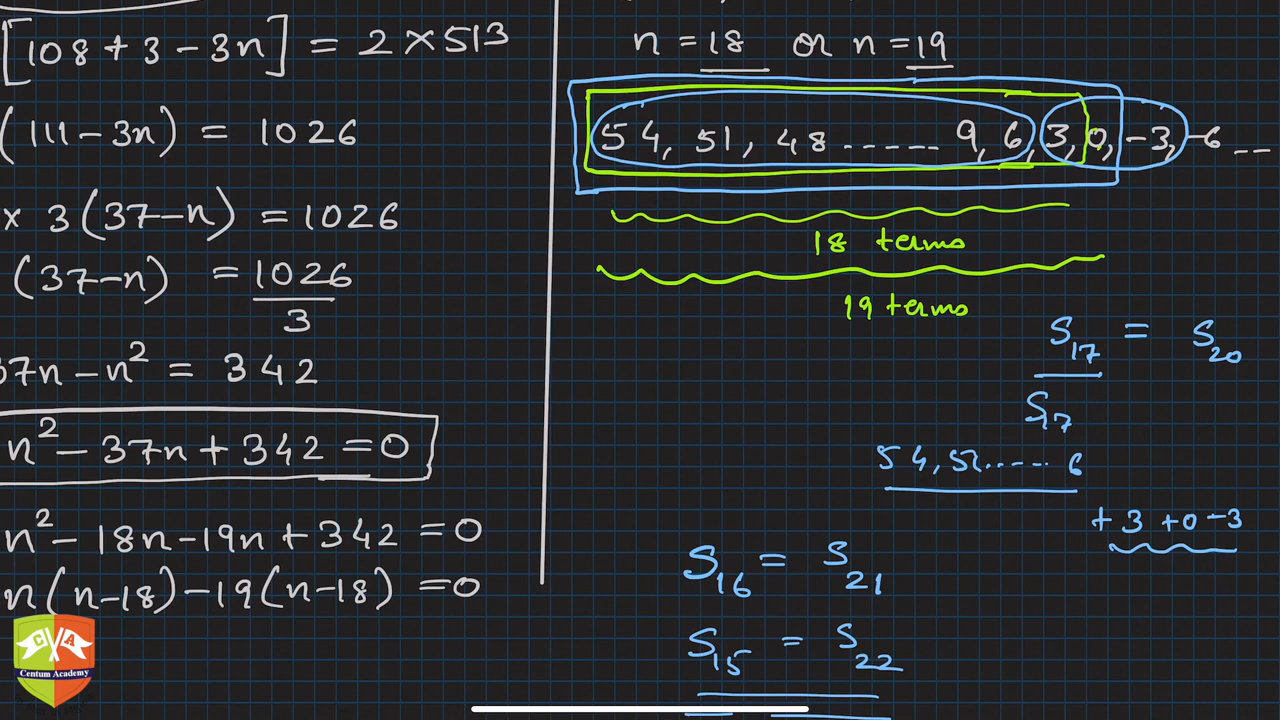 [108 + 3 - 3n] = 2 × 513
(111 - 3n) = 1026
× 3(37-n) = 1026
(37-n) = 1026
3
37n - n² = 342
n² - 37n + 342 = 0
n² - 18n - 19n + 342 = 0
n(n-18) - 19(n-18) = 0
n = 18 or n = 19
54, 51, 48 ..... 9, 6, 3, 0, -3, -6 --
18 terms
19 terms
S17 = S20
S17
54, 51..... 6
+3 +0 -3
S16 = S21
S15 = S22
C A
Centum Academy